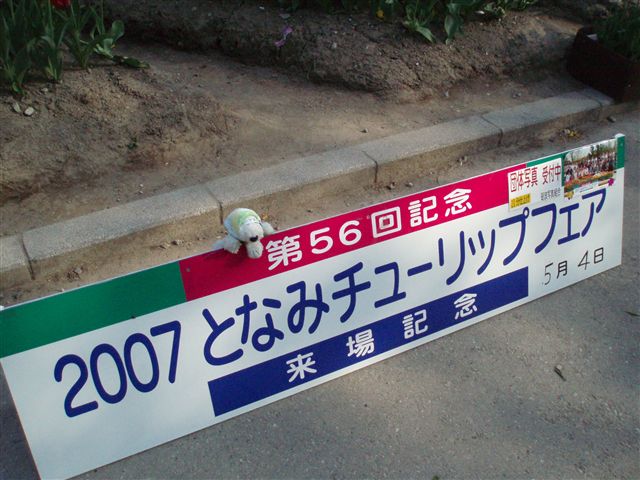 第56回記念
団体写真 受付中
2007 となみチューリップフェア
来場記念
5月4日